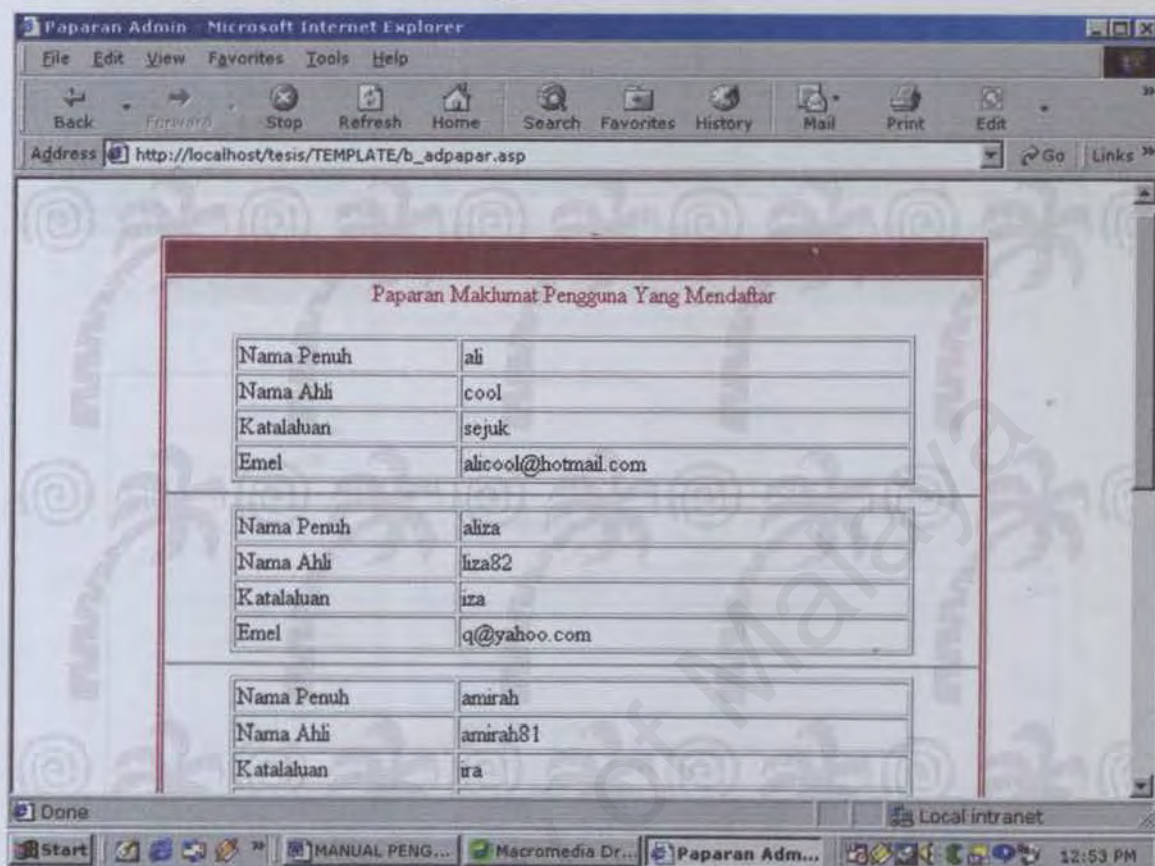 Paparan Admin - Microsoft Internet Explorer
File Edit View Favorites Tools Help
Back Forward Stop Refresh Home Search Favorites History Mail Print Edit
Address http://localhost/tesis/TEMPLATE/b_adpapar.asp Go Links
Paparan Maklumat Pengguna Yang Mendaftar
Nama Penuh ali
Nama Ahli cool
Katalaluan sejuk
Emel alicool@hotmail.com
Nama Penuh aliza
Nama Ahli liza82
Katalaluan iza
Emel q@yahoo.com
Nama Penuh amirah
Nama Ahli amirah81
Katalaluan ira
Done Local intranet
Start MANUAL PENG... Macromedia Dr... Paparan Adm... 12:53 PM
of Malaya